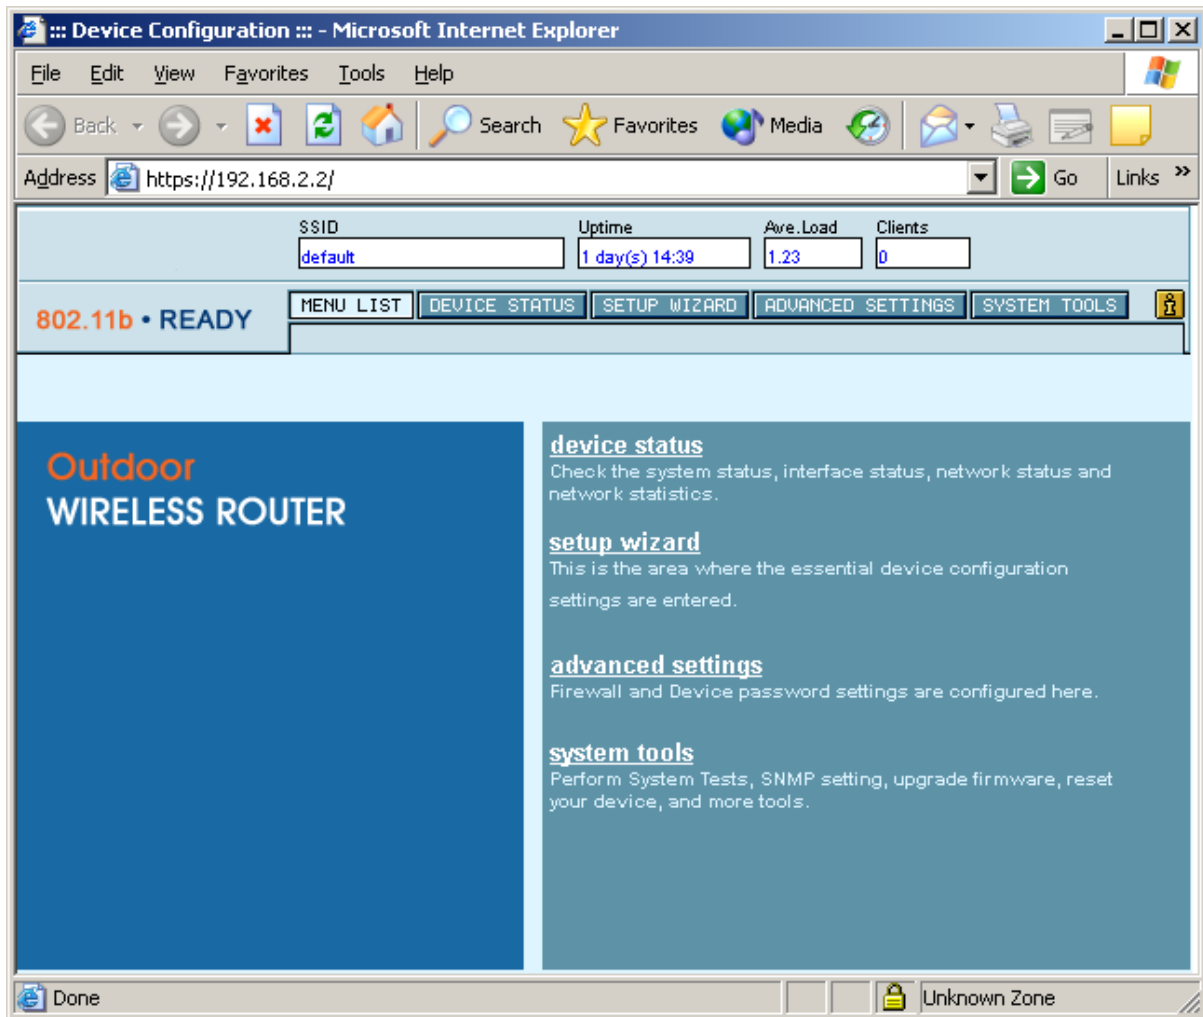 ::: Device Configuration ::: - Microsoft Internet Explorer
File Edit View Favorites Tools Help
Back Search Favorites Media
Address https://192.168.2.2/ Go Links »
SSID Uptime Ave.Load Clients
default 1 day(s) 14:39 1.23 0
802.11b • READY
MENU LIST DEVICE STATUS SETUP WIZARD ADVANCED SETTINGS SYSTEM TOOLS
Outdoor
WIRELESS ROUTER
device status
Check the system status, interface status, network status and
network statistics.
setup wizard
This is the area where the essential device configuration
settings are entered.
advanced settings
Firewall and Device password settings are configured here.
system tools
Perform System Tests, SNMP setting, upgrade firmware, reset
your device, and more tools.
Done Unknown Zone